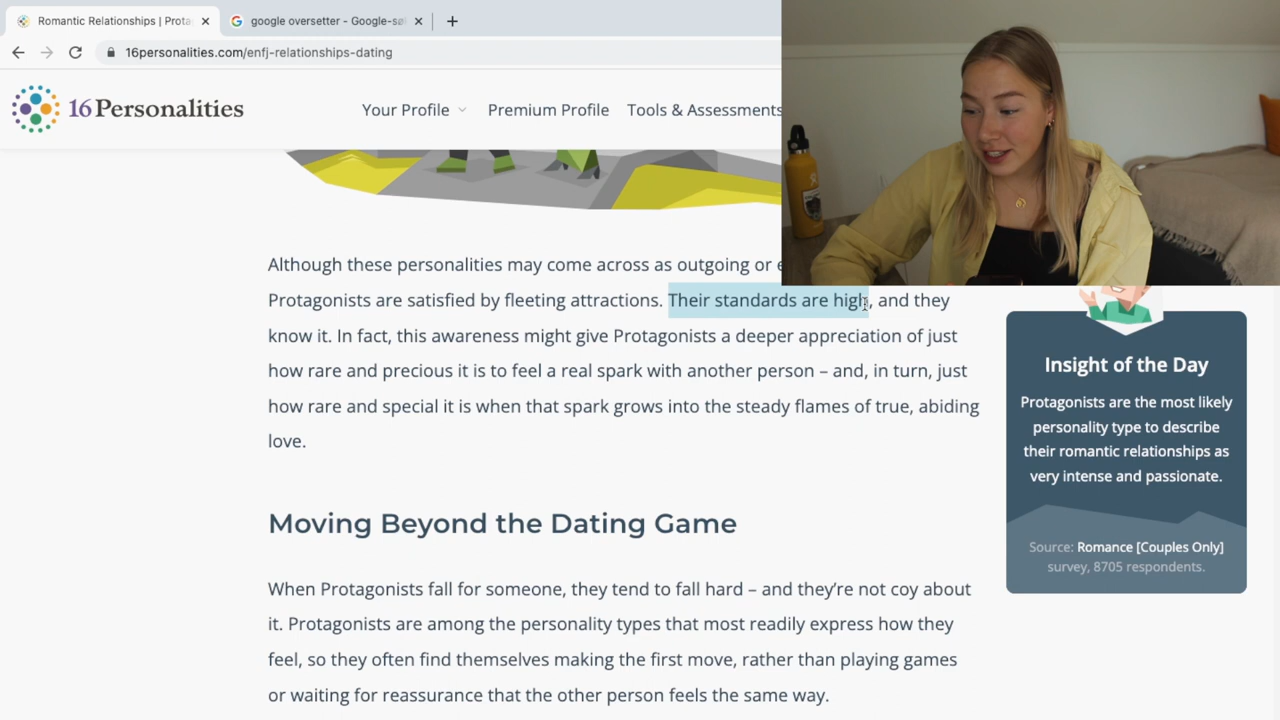 Romantic Relationships | Prota
google oversetter - Google-sø
16personalities.com/enfj-relationships-dating
16Personalities
Your Profile
Premium Profile
Tools & Assessments
Although these personalities may come across as outgoing or
Protagonists are satisfied by fleeting attractions. Their standards are high, and they
know it. In fact, this awareness might give Protagonists a deeper appreciation of just
how rare and precious it is to feel a real spark with another person – and, in turn, just
how rare and special it is when that spark grows into the steady flames of true, abiding
love.
Moving Beyond the Dating Game
When Protagonists fall for someone, they tend to fall hard – and they’re not coy about
it. Protagonists are among the personality types that most readily express how they
feel, so they often find themselves making the first move, rather than playing games
or waiting for reassurance that the other person feels the same way.
Insight of the Day
Protagonists are the most likely
personality type to describe
their romantic relationships as
very intense and passionate.
Source: Romance [Couples Only]
survey, 8705 respondents.